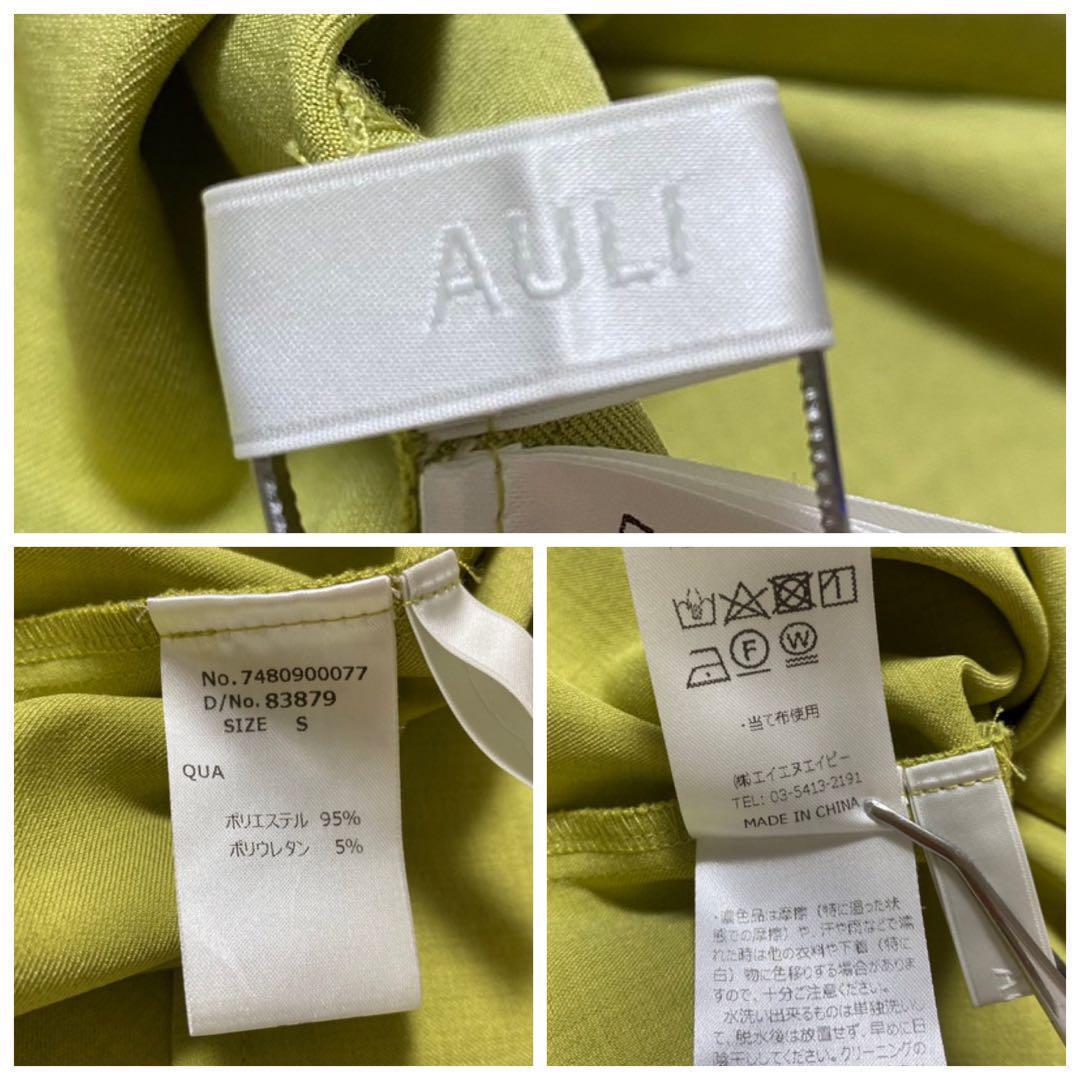 AULI
No.7480900077
D/No. 83879
SIZE S
QUA
ポリエステル 95%
ポリウレタン 5%
F
W
・当て布使用
(株)エイエヌエイピー
TEL: 03-5413-2191
MADE IN CHINA
・濃色品は摩擦（特に湿った状
態での摩擦）や、汗や雨などで濡
れた時は他の衣料や下着（特に
白）物に色移りする場合がありま
すので、十分ご注意ください。
水洗い出来るものは単独洗いし
て、脱水後は放置せず、早めに日
陰干ししてください。クリーニングの